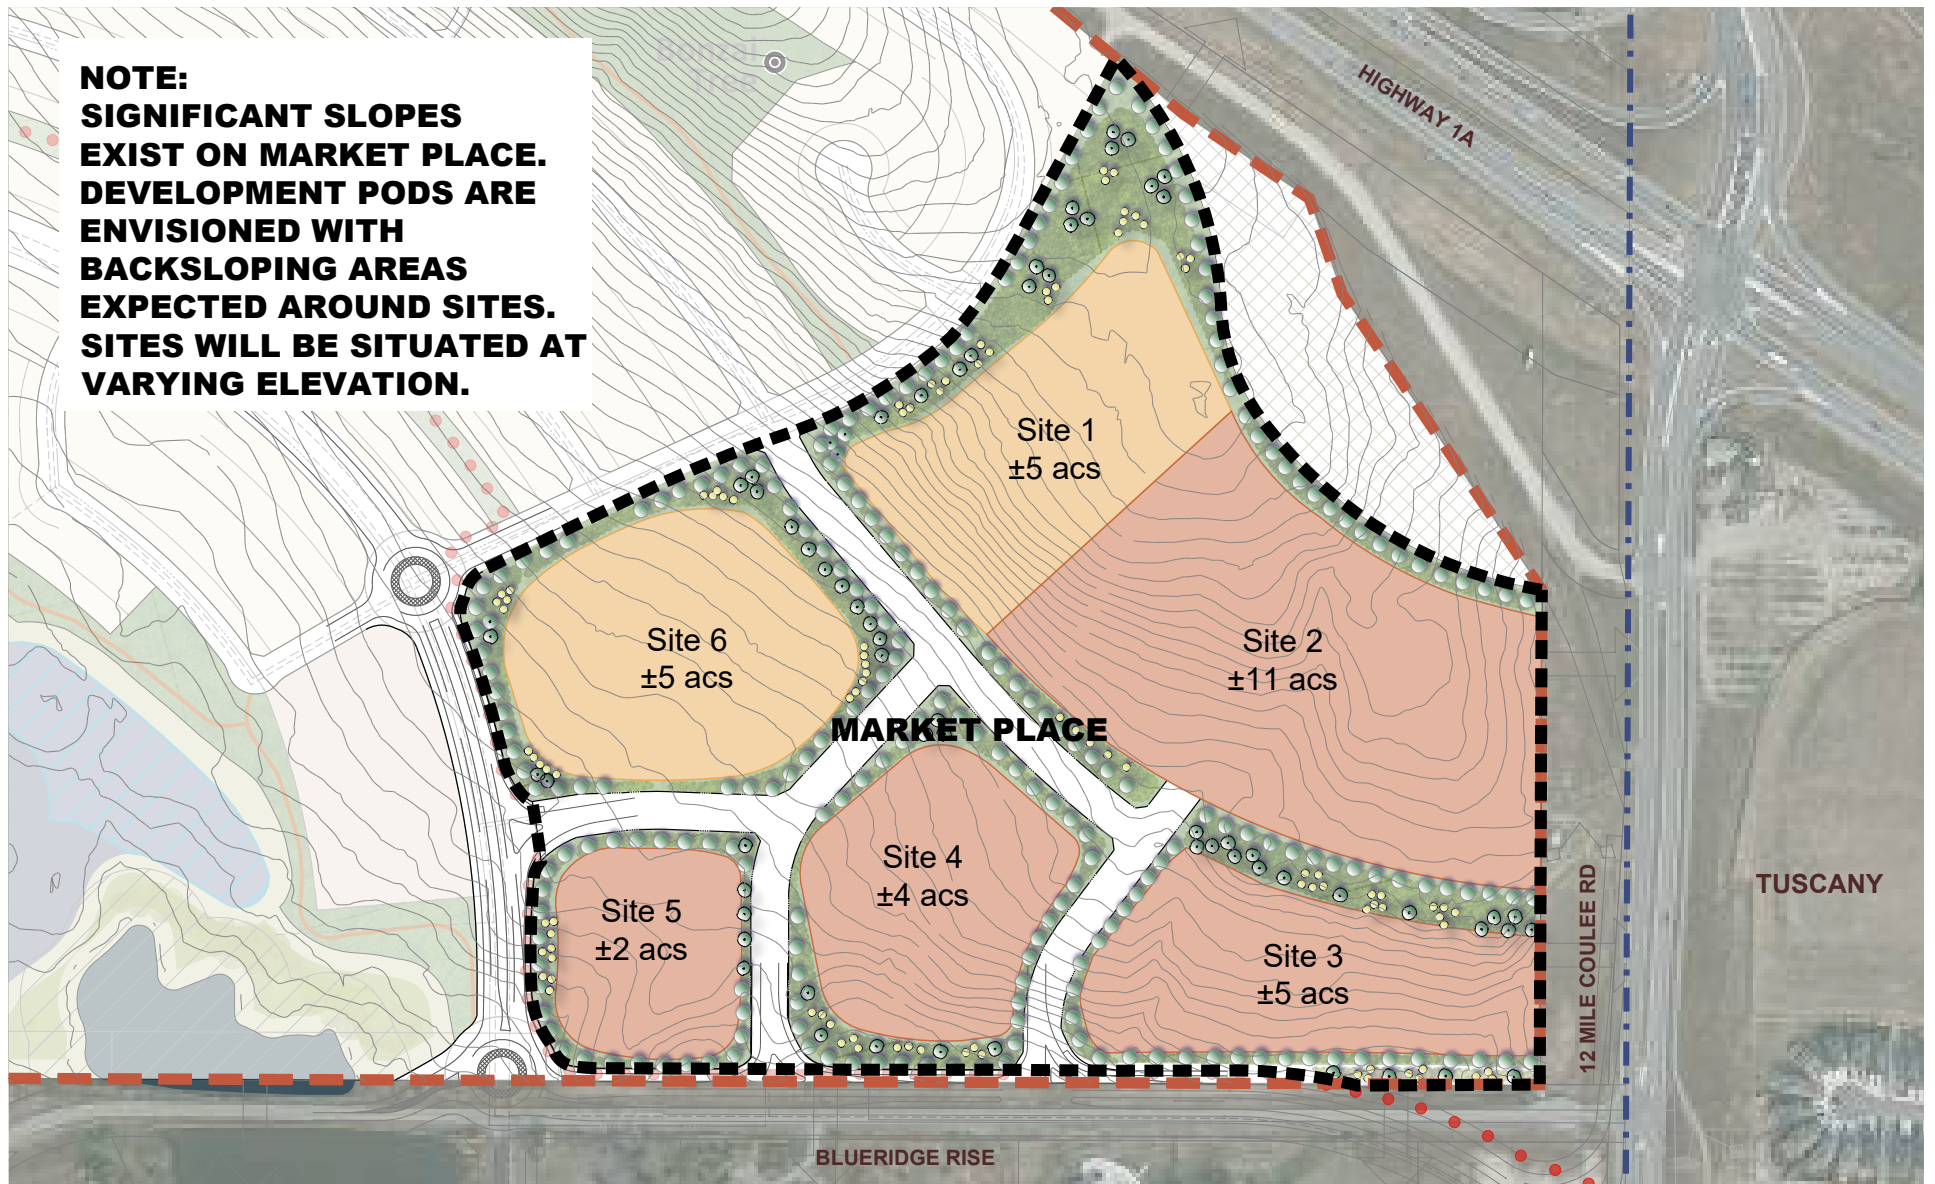 NOTE:
SIGNIFICANT SLOPES
EXIST ON MARKET PLACE.
DEVELOPMENT PODS ARE
ENVISIONED WITH
BACKSLOPING AREAS
EXPECTED AROUND SITES.
SITES WILL BE SITUATED AT
VARYING ELEVATION.
Bonzai
Tree
HIGHWAY 1A
Site 1
±5 acs
Site 6
±5 acs
Site 2
±11 acs
MARKET PLACE
Site 4
±4 acs
Site 5
±2 acs
Site 3
±5 acs
12 MILE COULEE RD
TUSCANY
BLUERIDGE RISE